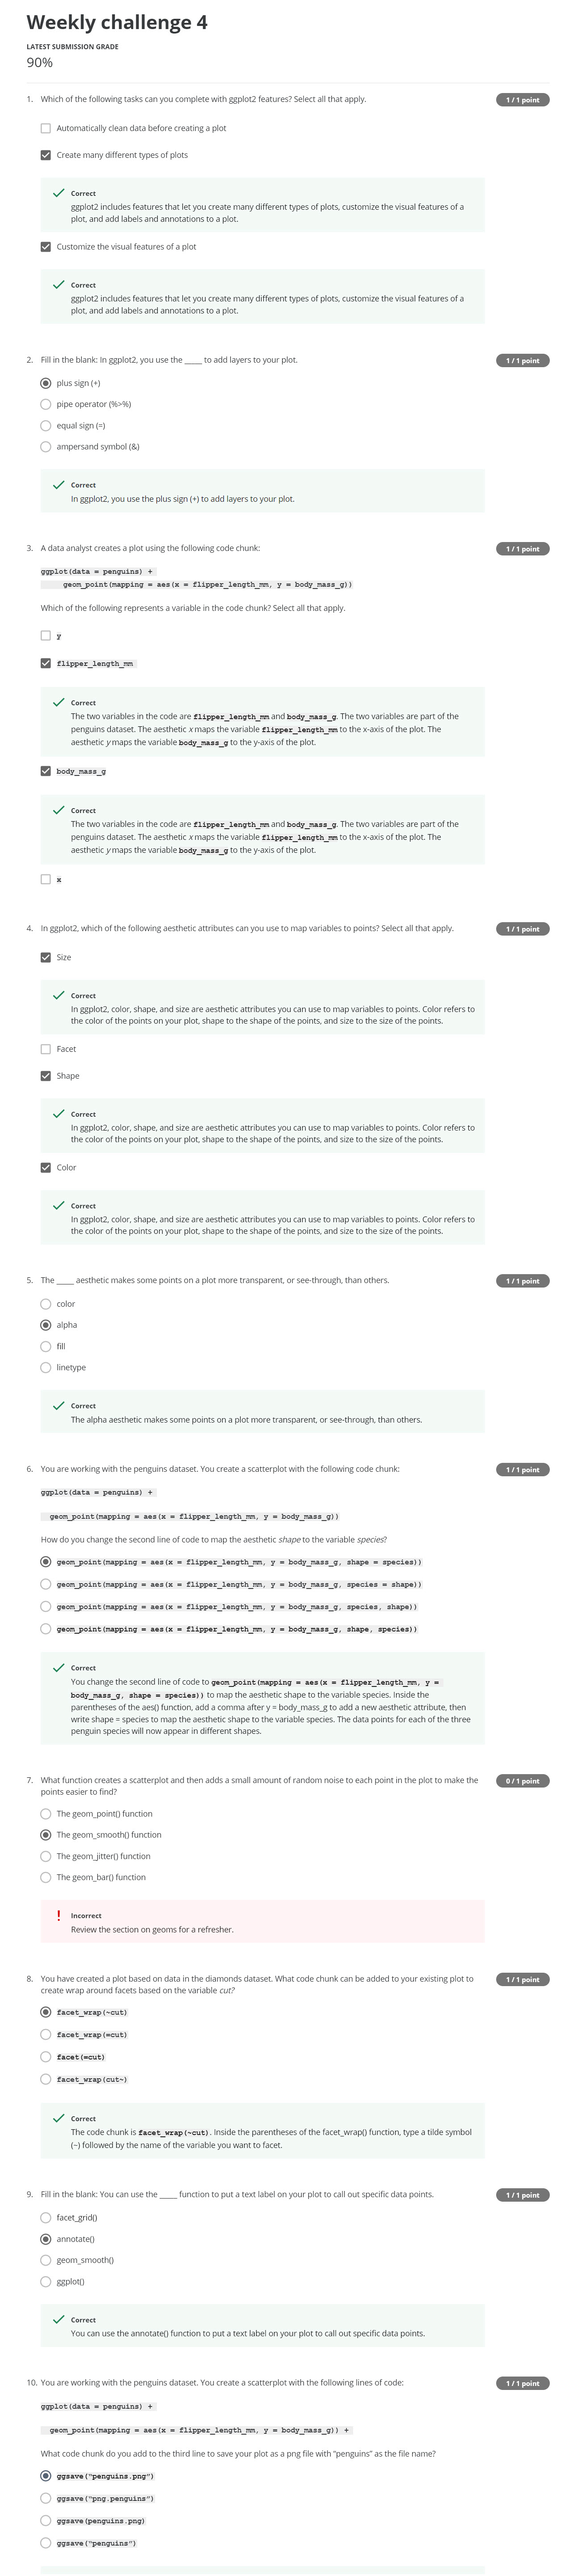 Weekly challenge 4
LATEST SUBMISSION GRADE
90%
1. Which of the following tasks can you complete with ggplot2 features? Select all that apply.
1 / 1 point
Automatically clean data before creating a plot
Create many different types of plots
Correct
ggplot2 includes features that let you create many different types of plots, customize the visual features of a
plot, and add labels and annotations to a plot.
Customize the visual features of a plot
Correct
ggplot2 includes features that let you create many different types of plots, customize the visual features of a
plot, and add labels and annotations to a plot.
2. Fill in the blank: In ggplot2, you use the _____ to add layers to your plot.
1 / 1 point
plus sign (+)
pipe operator (%>%)
equal sign (=)
ampersand symbol (&)
Correct
In ggplot2, you use the plus sign (+) to add layers to your plot.
3. A data analyst creates a plot using the following code chunk:
1 / 1 point
ggplot(data = penguins) +
geom_point(mapping = aes(x = flipper_length_mm, y = body_mass_g))
Which of the following represents a variable in the code chunk? Select all that apply.
y
flipper_length_mm
Correct
The two variables in the code are flipper_length_mm and body_mass_g. The two variables are part of the
penguins dataset. The aesthetic x maps the variable flipper_length_mm to the x-axis of the plot. The
aesthetic y maps the variable body_mass_g to the y-axis of the plot.
body_mass_g
Correct
The two variables in the code are flipper_length_mm and body_mass_g. The two variables are part of the
penguins dataset. The aesthetic x maps the variable flipper_length_mm to the x-axis of the plot. The
aesthetic y maps the variable body_mass_g to the y-axis of the plot.
x
4. In ggplot2, which of the following aesthetic attributes can you use to map variables to points? Select all that apply.
1 / 1 point
Size
Correct
In ggplot2, color, shape, and size are aesthetic attributes you can use to map variables to points. Color refers to
the color of the points on your plot, shape to the shape of the points, and size to the size of the points.
Facet
Shape
Correct
In ggplot2, color, shape, and size are aesthetic attributes you can use to map variables to points. Color refers to
the color of the points on your plot, shape to the shape of the points, and size to the size of the points.
Color
Correct
In ggplot2, color, shape, and size are aesthetic attributes you can use to map variables to points. Color refers to
the color of the points on your plot, shape to the shape of the points, and size to the size of the points.
5. The _____ aesthetic makes some points on a plot more transparent, or see-through, than others.
1 / 1 point
color
alpha
fill
linetype
Correct
The alpha aesthetic makes some points on a plot more transparent, or see-through, than others.
6. You are working with the penguins dataset. You create a scatterplot with the following code chunk:
1 / 1 point
ggplot(data = penguins) +
geom_point(mapping = aes(x = flipper_length_mm, y = body_mass_g))
How do you change the second line of code to map the aesthetic shape to the variable species?
geom_point(mapping = aes(x = flipper_length_mm, y = body_mass_g, shape = species))
geom_point(mapping = aes(x = flipper_length_mm, y = body_mass_g, species = shape))
geom_point(mapping = aes(x = flipper_length_mm, y = body_mass_g, species, shape))
geom_point(mapping = aes(x = flipper_length_mm, y = body_mass_g, shape, species))
Correct
You change the second line of code to geom_point(mapping = aes(x = flipper_length_mm, y =
body_mass_g, shape = species)) to map the aesthetic shape to the variable species. Inside the
parentheses of the aes() function, add a comma after y = body_mass_g to add a new aesthetic attribute, then
write shape = species to map the aesthetic shape to the variable species. The data points for each of the three
penguin species will now appear in different shapes.
7. What function creates a scatterplot and then adds a small amount of random noise to each point in the plot to make the
points easier to find?
0 / 1 point
The geom_point() function
The geom_smooth() function
The geom_jitter() function
The geom_bar() function
Incorrect
Review the section on geoms for a refresher.
8. You have created a plot based on data in the diamonds dataset. What code chunk can be added to your existing plot to
create wrap around facets based on the variable cut?
1 / 1 point
facet_wrap(~cut)
facet_wrap(=cut)
facet(=cut)
facet_wrap(cut~)
Correct
The code chunk is facet_wrap(~cut). Inside the parentheses of the facet_wrap() function, type a tilde symbol
(~) followed by the name of the variable you want to facet.
9. Fill in the blank: You can use the _____ function to put a text label on your plot to call out specific data points.
1 / 1 point
facet_grid()
annotate()
geom_smooth()
ggplot()
Correct
You can use the annotate() function to put a text label on your plot to call out specific data points.
10. You are working with the penguins dataset. You create a scatterplot with the following lines of code:
1 / 1 point
ggplot(data = penguins) +
geom_point(mapping = aes(x = flipper_length_mm, y = body_mass_g)) +
What code chunk do you add to the third line to save your plot as a png file with "penguins" as the file name?
ggsave("penguins.png")
ggsave("png.penguins")
ggsave(penguins.png)
ggsave("penguins")